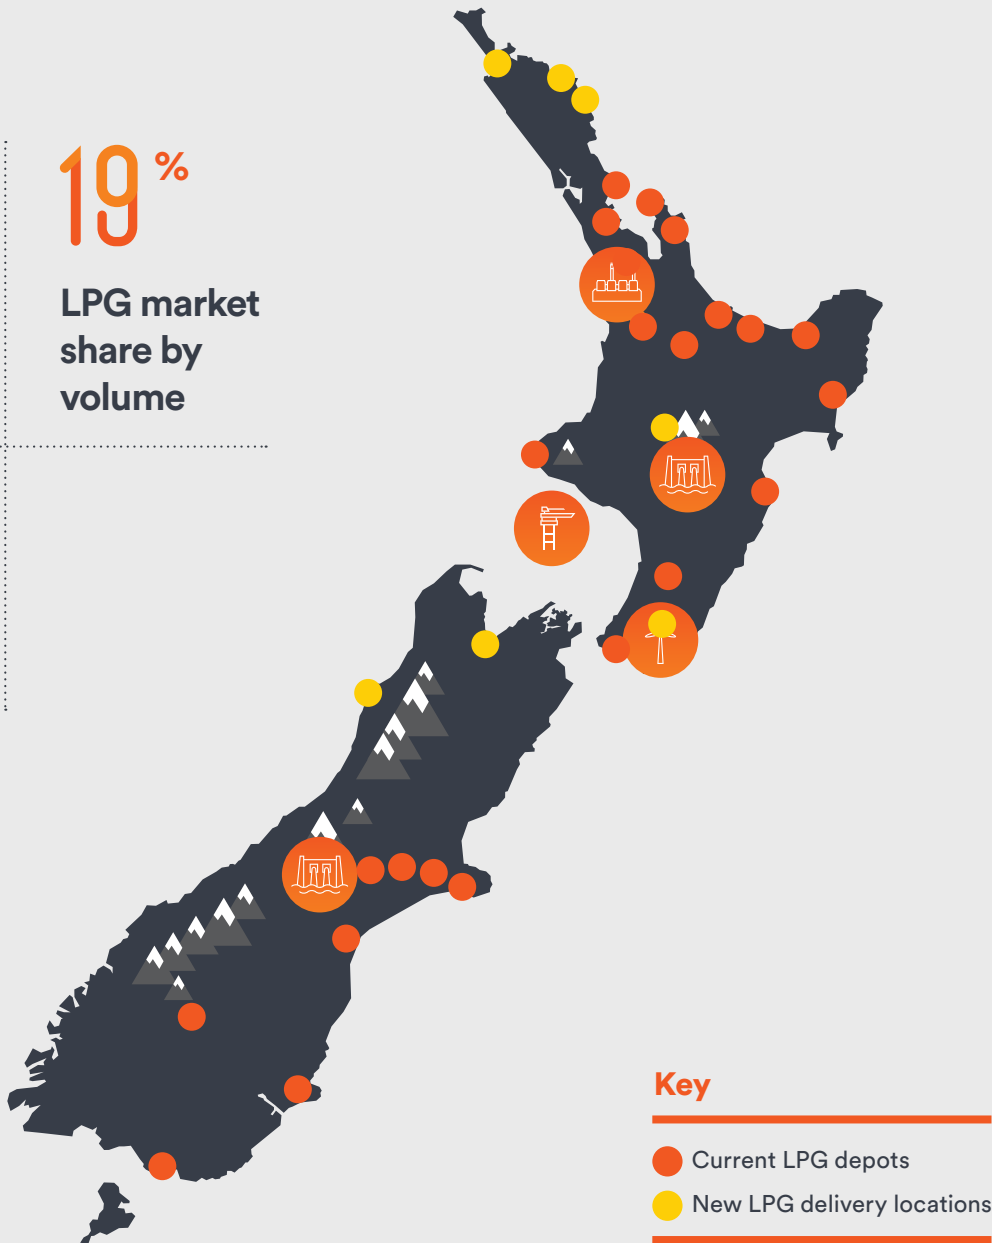 19%
LPG market
share by
volume
Key
Current LPG depots
New LPG delivery locations